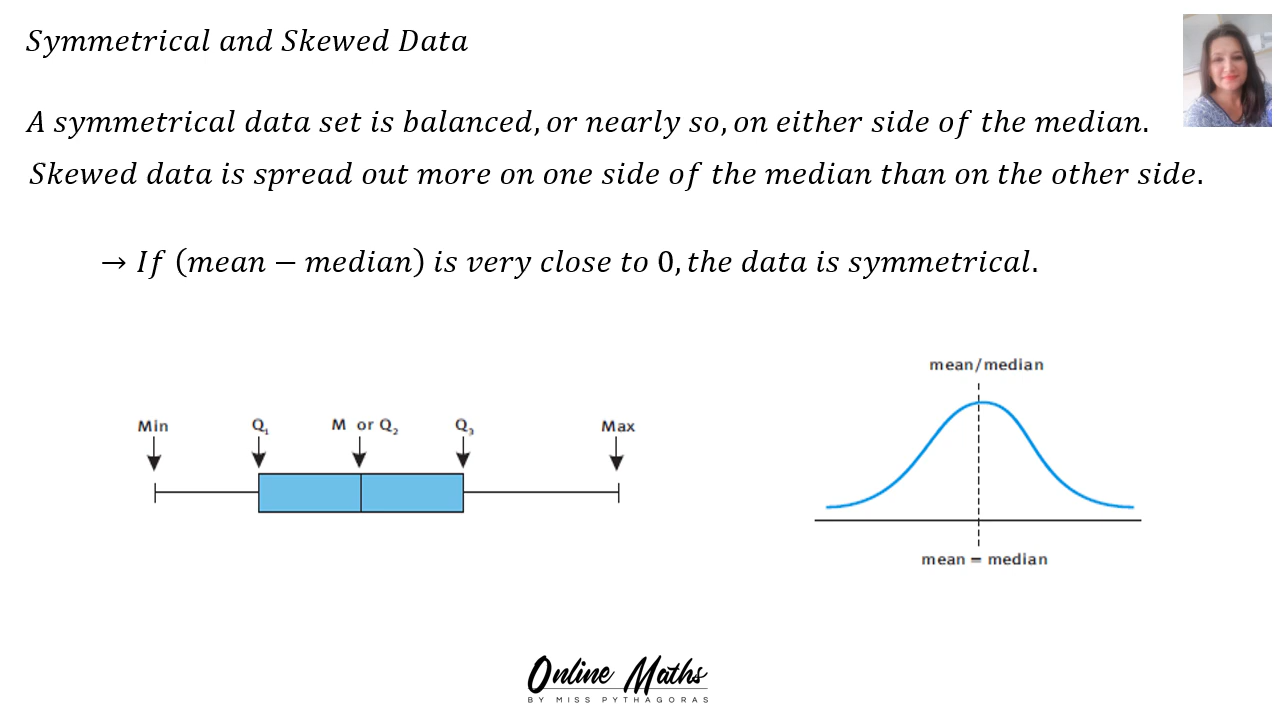 Symmetrical and Skewed Data
A symmetrical data set is balanced, or nearly so, on either side of the median.
Skewed data is spread out more on one side of the median than on the other side.
→ If (mean − median) is very close to 0, the data is symmetrical.
mean/median
Min Q₁ M or Q₂ Q₃ Max
mean = median
Online Maths
BY MISS PYTHAGORAS